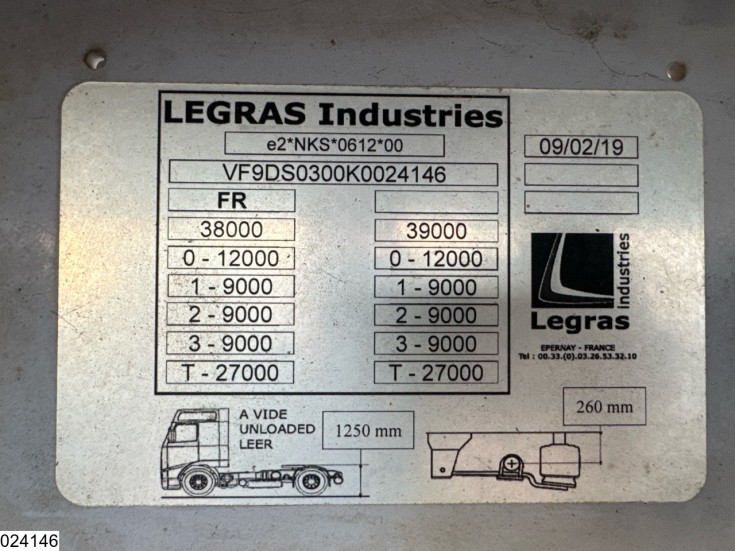 LEGRAS Industries
e2*NKS*0612*00
09/02/19
VF9DS0300K0024146
FR
38000 39000
0 - 12000 0 - 12000
1 - 9000 1 - 9000
2 - 9000 2 - 9000
3 - 9000 3 - 9000
T - 27000 T - 27000
Legras
industries
EPERNAY - FRANCE
Tel : 00.33.(0).03.26.53.32.10
A VIDE
UNLOADED
LEER
1250 mm
260 mm
024146